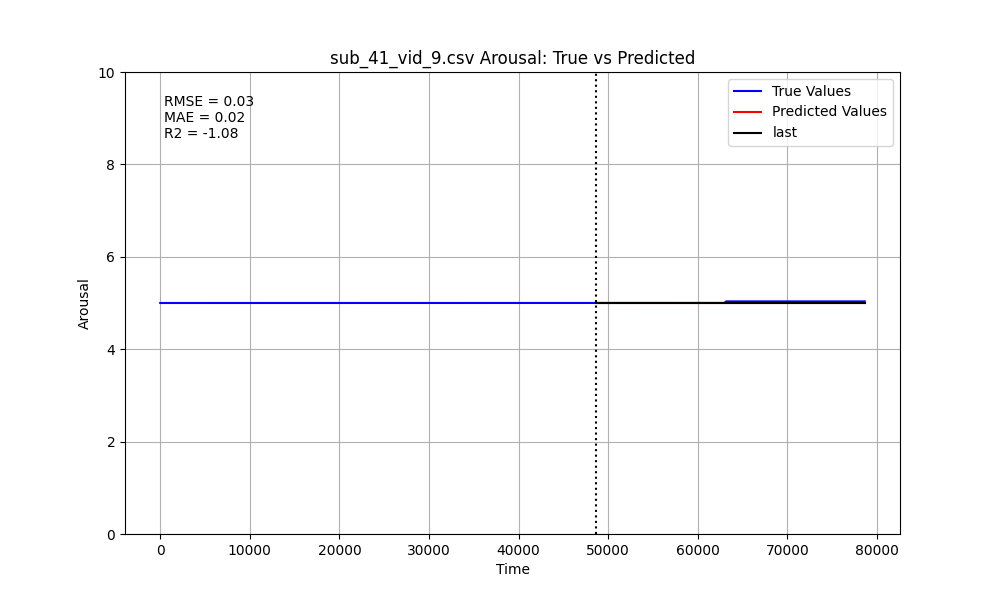 sub_41_vid_9.csv Arousal: True vs Predicted
10
8
6
4
2
0
Arousal
RMSE = 0.03
MAE = 0.02
R2 = -1.08
True Values
Predicted Values
last
0
10000
20000
30000
40000
50000
60000
70000
80000
Time